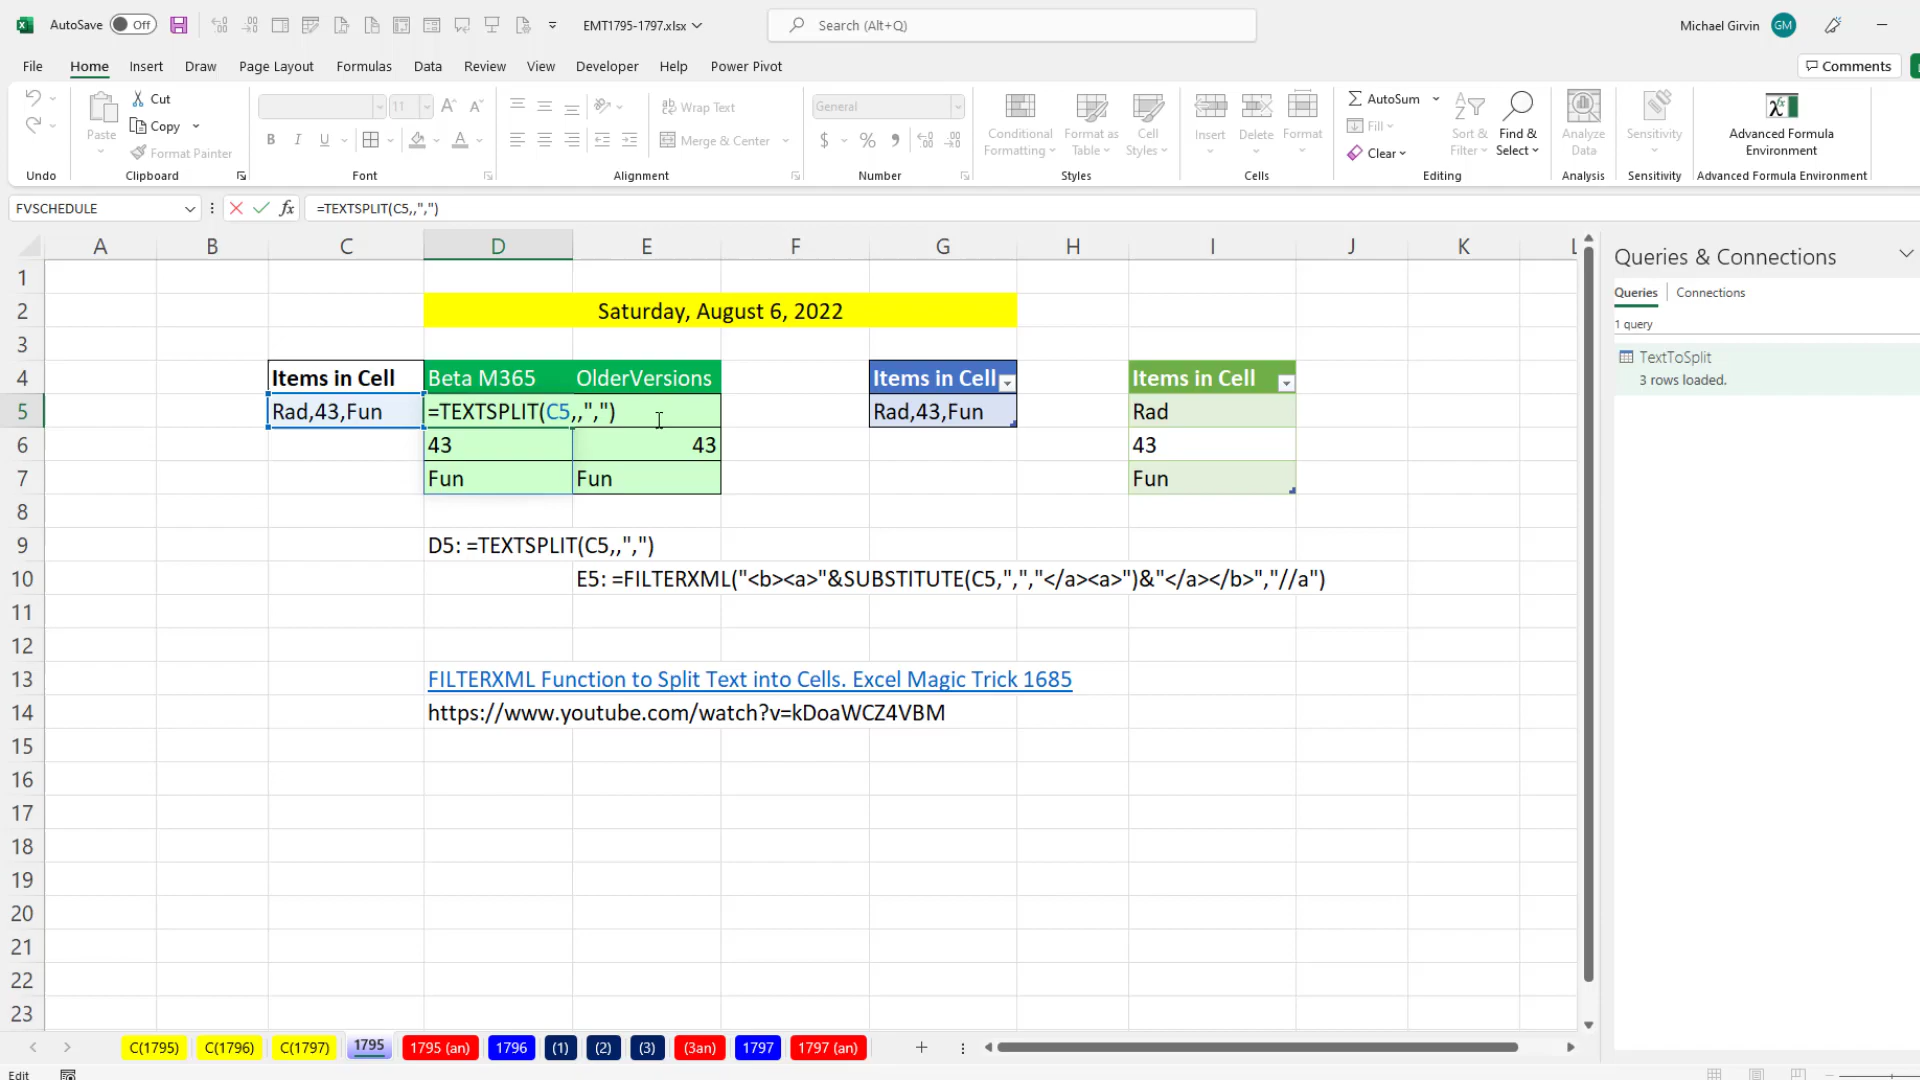 AutoSave Off EMT1795-1797.xlsx Search (Alt+Q) Michael Girvin GM
File Home Insert Draw Page Layout Formulas Data Review View Developer Help Power Pivot Comments
Cut
Copy
Format Painter
Paste
11
Wrap Text
Merge & Center
General
Conditional Formatting
Format as Table
Cell Styles
Insert Delete Format
AutoSum
Fill
Clear
Sort & Filter
Find & Select
Analyze Data
Sensitivity
Advanced Formula Environment
Undo Clipboard Font Alignment Number Styles Cells Editing Analysis Sensitivity Advanced Formula Environment
FVSCHEDULE fx =TEXTSPLIT(C5,,",")
A B C D E F G H I J K L
1
2 Saturday, August 6, 2022
3
4 Items in Cell Beta M365 OlderVersions Items in Cell Items in Cell
5 Rad,43,Fun =TEXTSPLIT(C5,,",") Rad,43,Fun Rad
6 43 43 43
7 Fun Fun Fun
8
9 D5: =TEXTSPLIT(C5,,",")
10 E5: =FILTERXML("<b><a>"&SUBSTITUTE(C5,",","</a><a>")&"</a></b>","//a")
11
12
13 FILTERXML Function to Split Text into Cells. Excel Magic Trick 1685
14 https://www.youtube.com/watch?v=kDoaWCZ4VBM
15
16
17
18
19
20
21
22
23
Queries & Connections
Queries Connections
1 query
TextToSplit
3 rows loaded.
C(1795) C(1796) C(1797) 1795 1795 (an) 1796 (1) (2) (3) (3an) 1797 1797 (an)
Edit